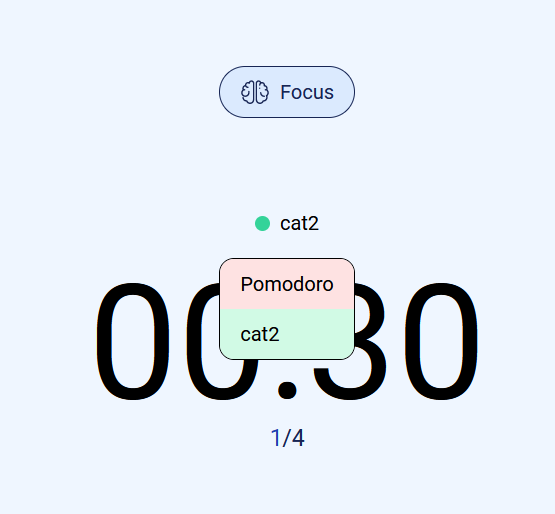 Focus
cat2
Pomodoro
cat2
00.30
1/4